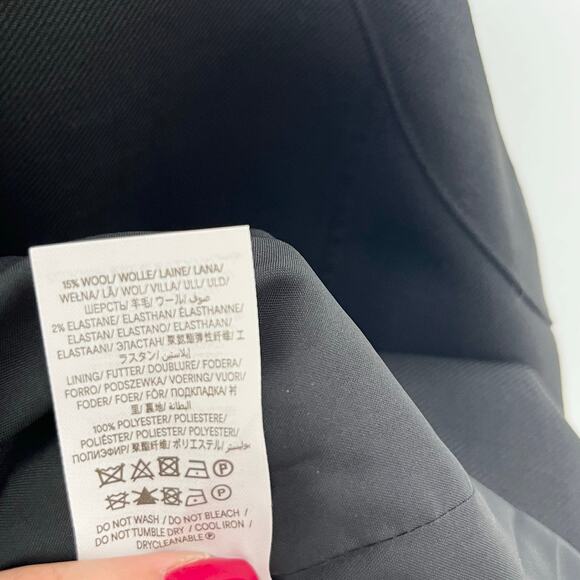 15% WOOL/ WOLLE/ LAINE/ LANA/
WEŁNA/ LÃ/ WOL/ VILLA/ ULL/ ULD/
ШЕРСТЬ/ 羊毛/ ウール/ صوف/
2% ELASTANE/ ELASTHAN/ ÉLASTHANNE/
ELASTAN/ ELASTANO/ ELASTHAAN/
ELASTAANI/ ЭЛАСТАН/ 聚氨酯弹性纤维/ エ
ラスタン/ إيلاستين/
LINING/ FUTTER/ DOUBLURE/ FODERA/
FORRO/ PODSZEWKA/ VOERING/ VUORI/
FODER/ FOER/ FÔR/ ПОДКЛАДКА/ 衬
里/ 裏地/ البطانة/
100% POLYESTER/ POLIESTERE/
POLIÉSTER/ POLYESTER/ POLYESTERI/
ПОЛИЭФИР/ 聚酯纤维/ ポリエステル/ بوليستر/
P
P
DO NOT WASH / DO NOT BLEACH /
DO NOT TUMBLE DRY / COOL IRON /
DRYCLEANABLE Ⓟ